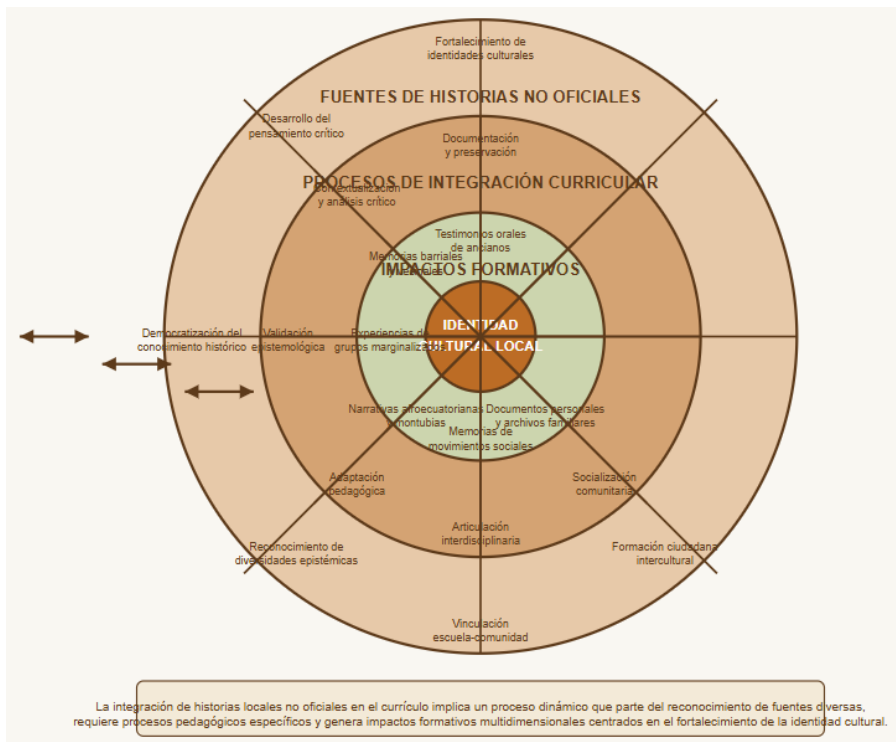 Fortalecimiento de
identidades culturales
FUENTES DE HISTORIAS NO OFICIALES
Desarrollo del
pensamiento crítico
Documentación
y preservación
PROCESOS DE INTEGRACIÓN CURRICULAR
Contextualización
y análisis crítico
Testimonios orales
de ancianos
Memorias barriales
IMPACTOS FORMATIVOS
IDENTIDAD
CULTURAL LOCAL
Democratización del
conocimiento histórico
Validación
epistemológica
Experiencias de
grupos marginalizados
Narrativas afroecuatorianas
y montubias
Documentos personales
y archivos familiares
Memorias de
movimientos sociales
Adaptación
pedagógica
Socialización
comunitaria
Articulación
interdisciplinaria
Reconocimiento de
diversidades epistémicas
Formación ciudadana
intercultural
Vinculación
escuela-comunidad
La integración de historias locales no oficiales en el currículo implica un proceso dinámico que parte del reconocimiento de fuentes diversas,
requiere procesos pedagógicos específicos y genera impactos formativos multidimensionales centrados en el fortalecimiento de la identidad cultural.